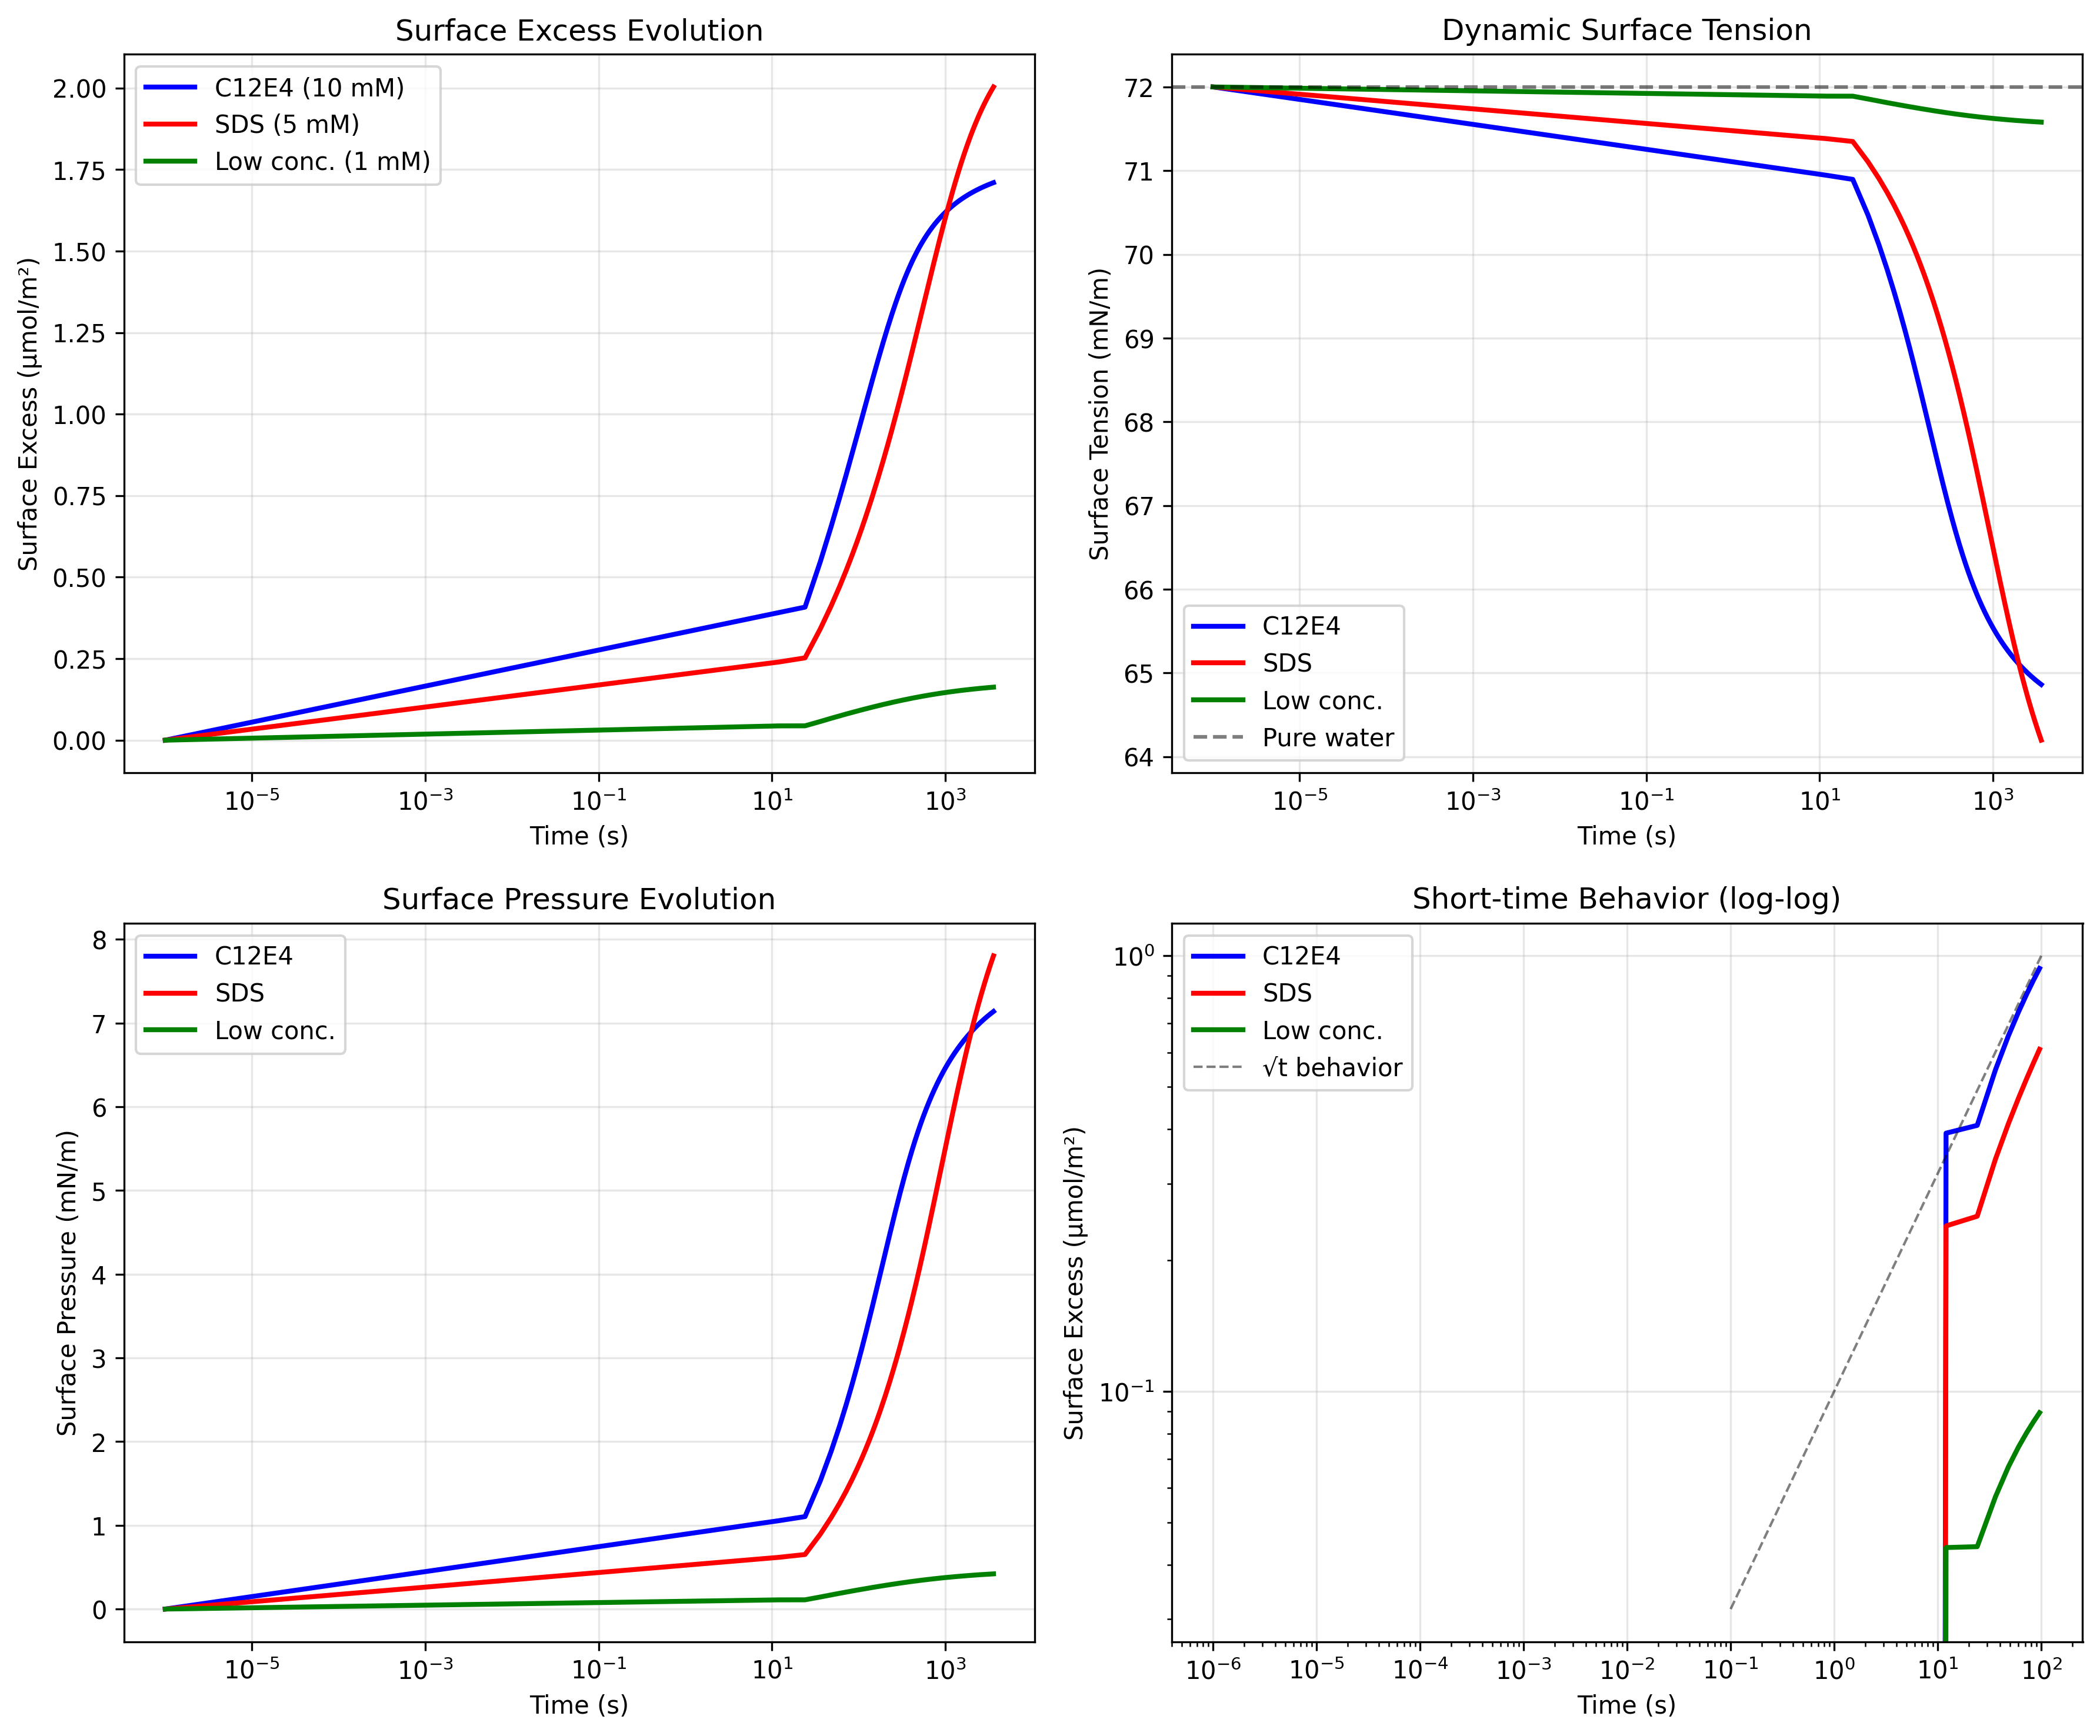 Surface Excess Evolution
C12E4 (10 mM)
SDS (5 mM)
Low conc. (1 mM)
Surface Excess (μmol/m²)
2.00
1.75
1.50
1.25
1.00
0.75
0.50
0.25
0.00
10⁻⁵
10⁻³
10⁻¹
10¹
10³
Time (s)
Dynamic Surface Tension
Surface Tension (mN/m)
72
71
70
69
68
67
66
65
64
C12E4
SDS
Low conc.
Pure water
10⁻⁵
10⁻³
10⁻¹
10¹
10³
Time (s)
Surface Pressure Evolution
C12E4
SDS
Low conc.
Surface Pressure (mN/m)
8
7
6
5
4
3
2
1
0
10⁻⁵
10⁻³
10⁻¹
10¹
10³
Time (s)
Short-time Behavior (log-log)
C12E4
SDS
Low conc.
√t behavior
Surface Excess (μmol/m²)
10⁰
10⁻¹
10⁻⁶
10⁻⁵
10⁻⁴
10⁻³
10⁻²
10⁻¹
10⁰
10¹
10²
Time (s)